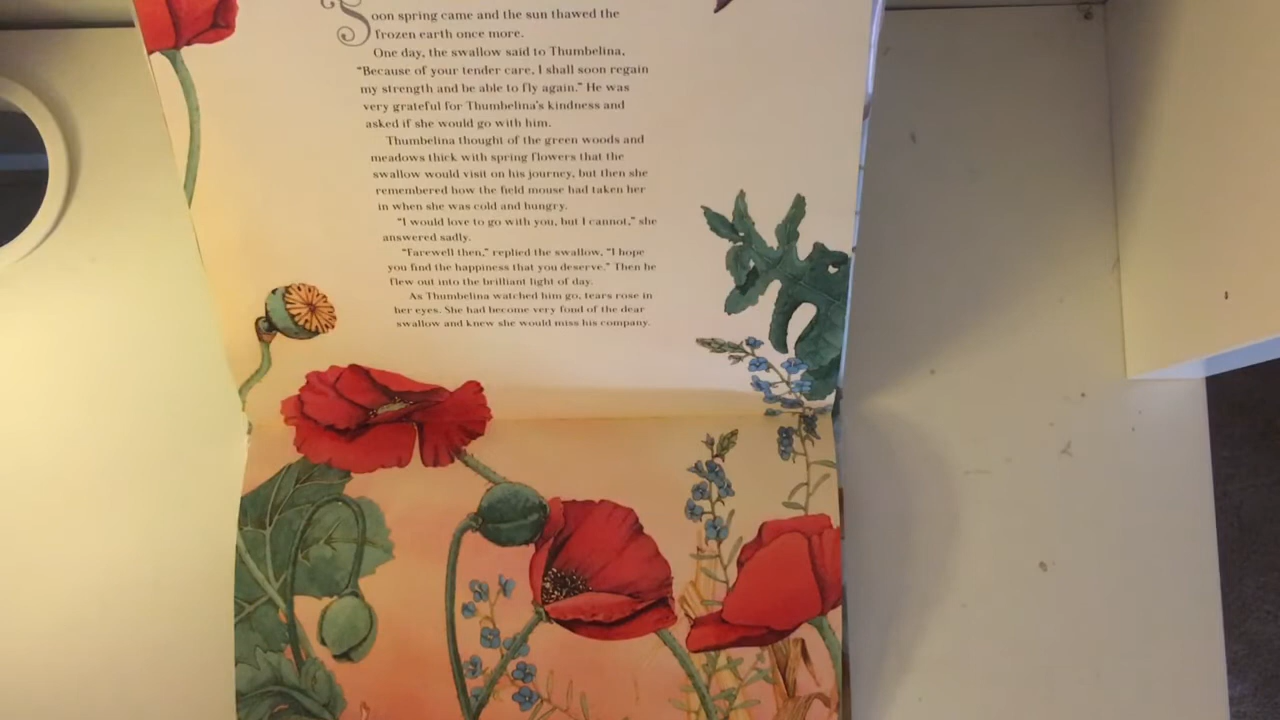 Soon spring came and the sun thawed the
frozen earth once more.
One day, the swallow said to Thumbelina,
“Because of your tender care, I shall soon regain
my strength and be able to fly again.” He was
very grateful for Thumbelina’s kindness and
asked if she would go with him.
Thumbelina thought of the green woods and
meadows thick with spring flowers that the
swallow would visit on his journey, but then she
remembered how the field mouse had taken her
in when she was cold and hungry.
“I would love to go with you, but I cannot,” she
answered sadly.
“Farewell then,” replied the swallow, “I hope
you find the happiness that you deserve.” Then he
flew out into the brilliant light of day.
As Thumbelina watched him go, tears rose in
her eyes. She had become very fond of the dear
swallow and knew she would miss his company.